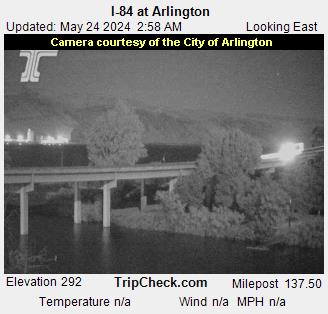 I-84 at Arlington
Updated: May 24 2024 2:58 AM Looking East
Camera courtesy of the City of Arlington
Elevation 292 TripCheck.com Milepost 137.50
Temperature n/a Wind n/a MPH n/a